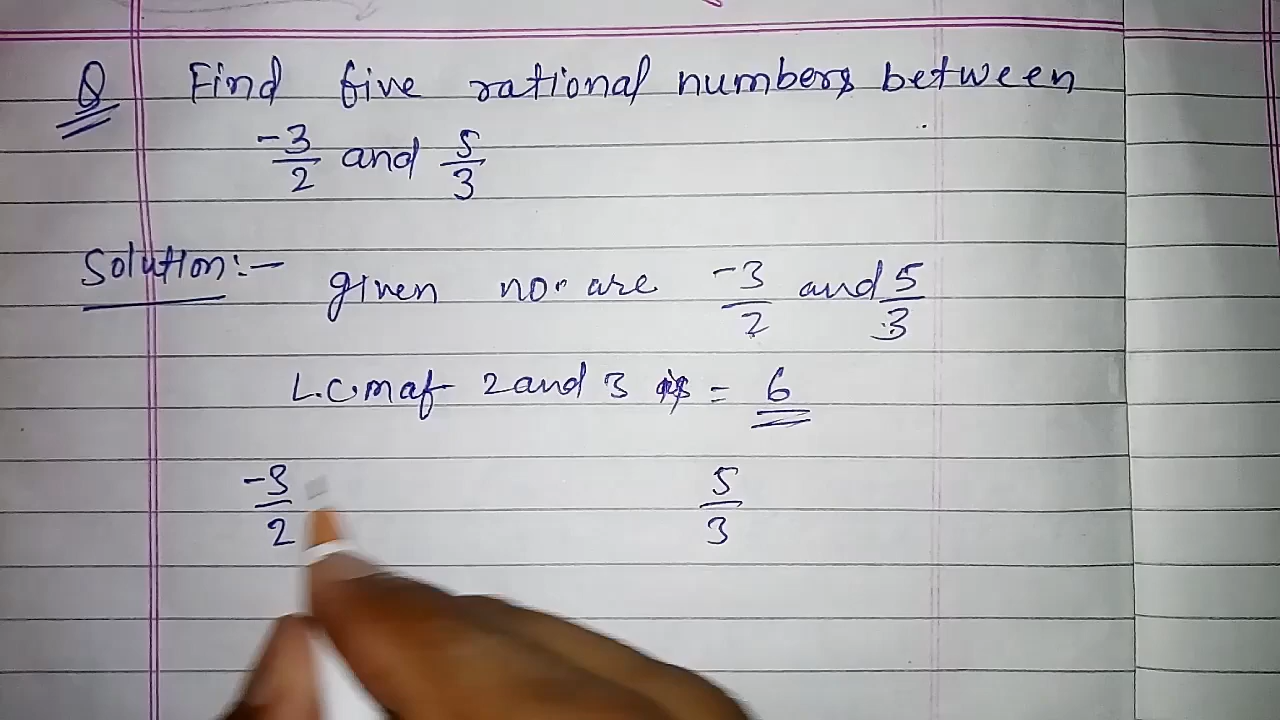 Q Find five rational numbers between
-3/2 and 5/3
Solution:- given no. are -3/2 and 5/3
L.C.M of 2 and 3 is = 6
-3/2 = 5/3